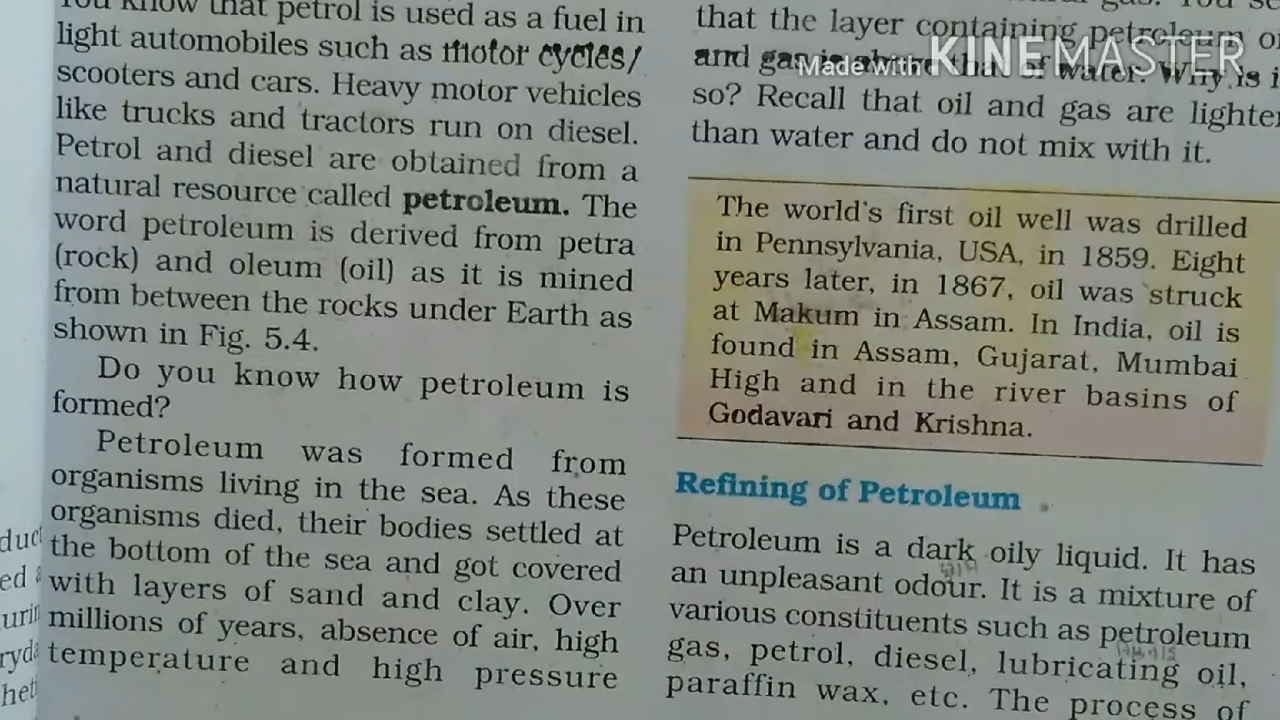 You know that petrol is used as a fuel in
light automobiles such as motor cycles/
scooters and cars. Heavy motor vehicles
like trucks and tractors run on diesel.
Petrol and diesel are obtained from a
natural resource called petroleum. The
word petroleum is derived from petra
(rock) and oleum (oil) as it is mined
from between the rocks under Earth as
shown in Fig. 5.4.
Do you know how petroleum is
formed?
Petroleum was formed from
organisms living in the sea. As these
organisms died, their bodies settled at
the bottom of the sea and got covered
with layers of sand and clay. Over
millions of years, absence of air, high
temperature and high pressure
that the layer containing petroleum
and gas is above that of water. Why is
so? Recall that oil and gas are lighter
than water and do not mix with it.
Made with KINEMASTER
The world's first oil well was drilled
in Pennsylvania, USA, in 1859. Eight
years later, in 1867, oil was struck
at Makum in Assam. In India, oil is
found in Assam, Gujarat, Mumbai
High and in the river basins of
Godavari and Krishna.
Refining of Petroleum
Petroleum is a dark oily liquid. It has
an unpleasant odour. It is a mixture of
various constituents such as petroleum
gas, petrol, diesel, lubricating oil,
paraffin wax, etc. The process of